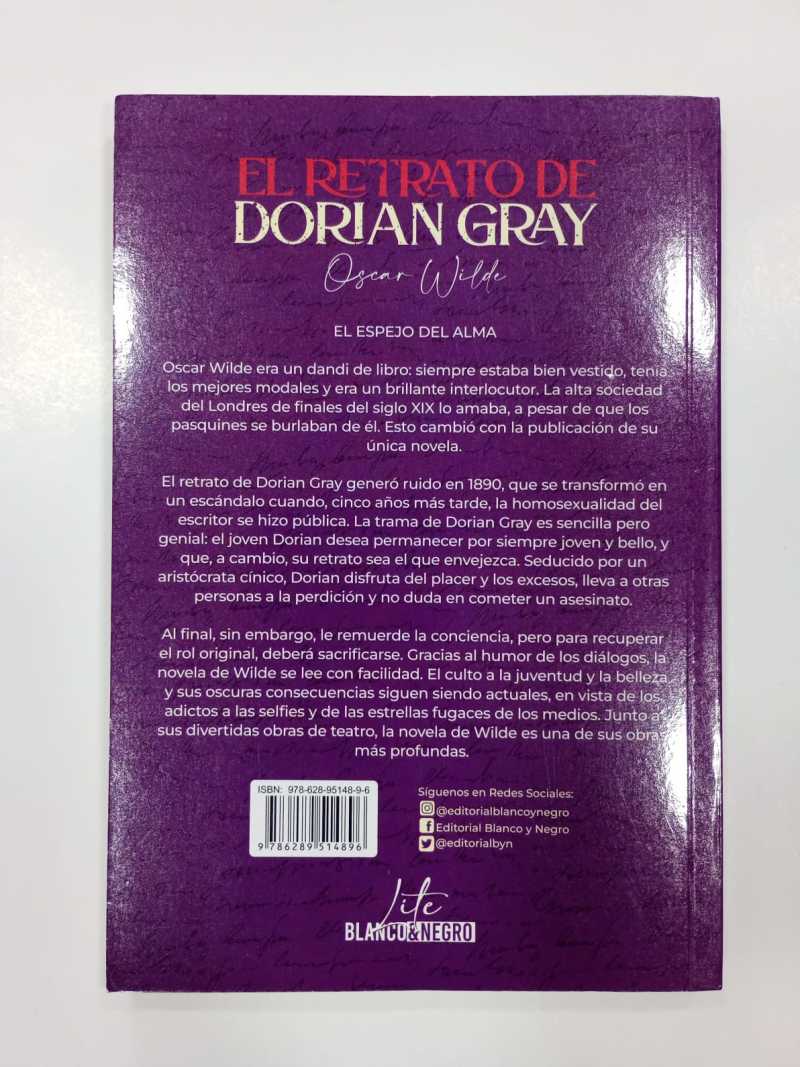 EL RETRATO DE
DORIAN GRAY
Oscar Wilde
EL ESPEJO DEL ALMA
Oscar Wilde era un dandi de libro: siempre estaba bien vestido, tenía
los mejores modales y era un brillante interlocutor. La alta sociedad
del Londres de finales del siglo XIX lo amaba, a pesar de que los
pasquines se burlaban de él. Esto cambió con la publicación de su
única novela.
El retrato de Dorian Gray generó ruido en 1890, que se transformó en
un escándalo cuando, cinco años más tarde, la homosexualidad del
escritor se hizo pública. La trama de Dorian Gray es sencilla pero
genial: el joven Dorian desea permanecer por siempre joven y bello, y
que, a cambio, su retrato sea el que envejezca. Seducido por un
aristócrata cínico, Dorian disfruta del placer y los excesos, lleva a otras
personas a la perdición y no duda en cometer un asesinato.
Al final, sin embargo, le remuerde la conciencia, pero para recuperar
el rol original, deberá sacrificarse. Gracias al humor de los diálogos, la
novela de Wilde se lee con facilidad. El culto a la juventud y la belleza
y sus oscuras consecuencias siguen siendo actuales, en vista de los
adictos a las selfies y de las estrellas fugaces de los medios. Junto a
sus divertidas obras de teatro, la novela de Wilde es una de sus obras
más profundas.
ISBN: 978-628-95148-9-6
9 786289 514896
Síguenos en Redes Sociales:
@editorialblancoynegro
Editorial Blanco y Negro
@editorialbyn
Lite
BLANCO&NEGRO